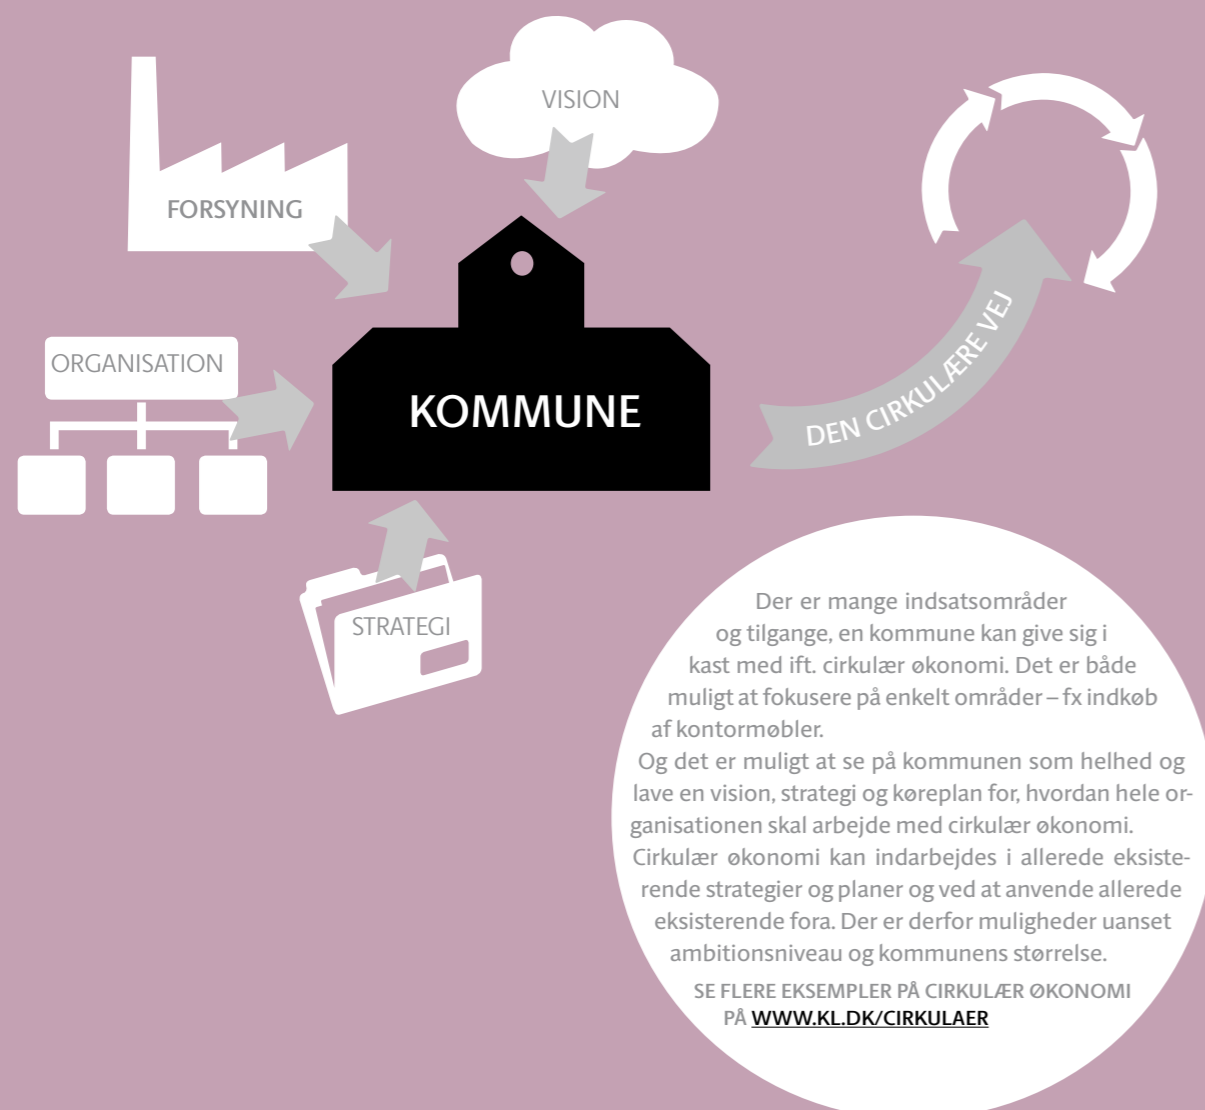 VISION
FORSYNING
ORGANISATION
KOMMUNE
DEN CIRKULÆRE VEJ
STRATEGI
Der er mange indsatsområder
og tilgange, en kommune kan give sig i
kast med ift. cirkulær økonomi. Det er både
muligt at fokusere på enkelt områder – fx indkøb
af kontormøbler.
Og det er muligt at se på kommunen som helhed og
lave en vision, strategi og køreplan for, hvordan hele or-
ganisationen skal arbejde med cirkulær økonomi.
Cirkulær økonomi kan indarbejdes i allerede eksiste-
rende strategier og planer og ved at anvende allerede
eksisterende fora. Der er derfor muligheder uanset
ambitionsniveau og kommunens størrelse.
SE FLERE EKSEMPLER PÅ CIRKULÆR ØKONOMI
PÅ WWW.KL.DK/CIRKULAER